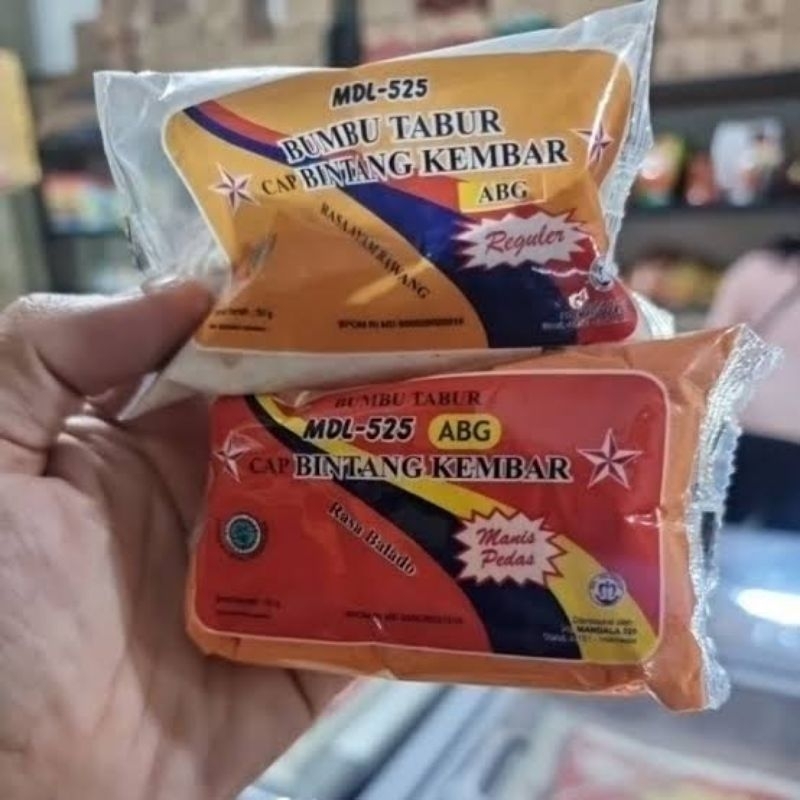 MDL-525
BUMBU TABUR
CAP BINTANG KEMBAR
ABG
Reguler
RASA AYAM BAWANG
BUMBU TABUR
MDL-525 ABG
CAP BINTANG KEMBAR
Rasa Balado
Manis
Pedas